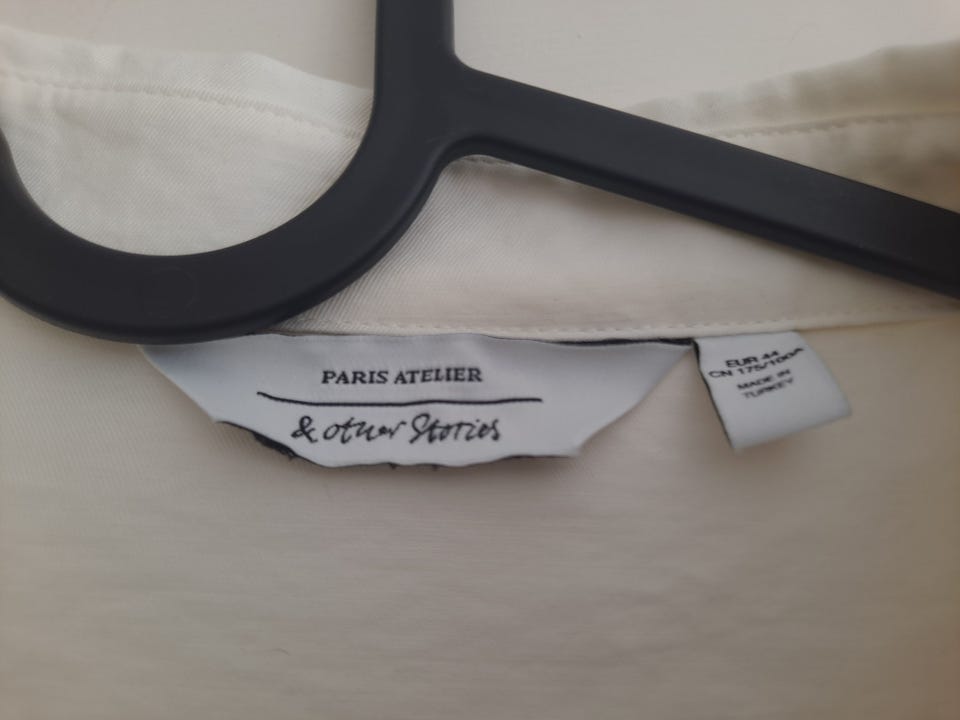 PARIS ATELIER
& other Stories
EUR 44
CN 175/100A
MADE IN
TURKEY